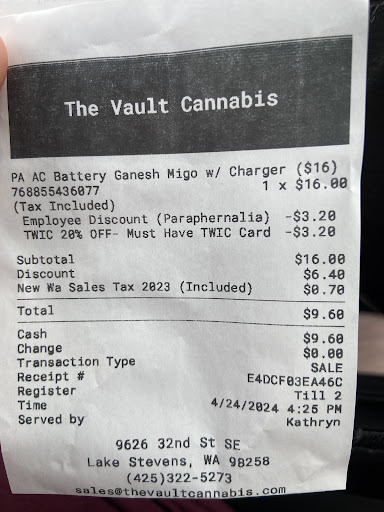 The Vault Cannabis
PA AC Battery Ganesh Migo w/ Charger ($16)
768855436077 1 x $16.00
(Tax Included)
Employee Discount (Paraphernalia) -$3.20
TWIC 20% OFF- Must Have TWIC Card -$3.20
Subtotal $16.00
Discount $6.40
New Wa Sales Tax 2023 (Included) $0.70
Total $9.60
Cash $9.60
Change $0.00
Transaction Type SALE
Receipt # E4DCF03EA46C
Register Till 2
Time 4/24/2024 4:25 PM
Served by Kathryn
9626 32nd St SE
Lake Stevens, WA 98258
(425)322-5273
sales@thevaultcannabis.com